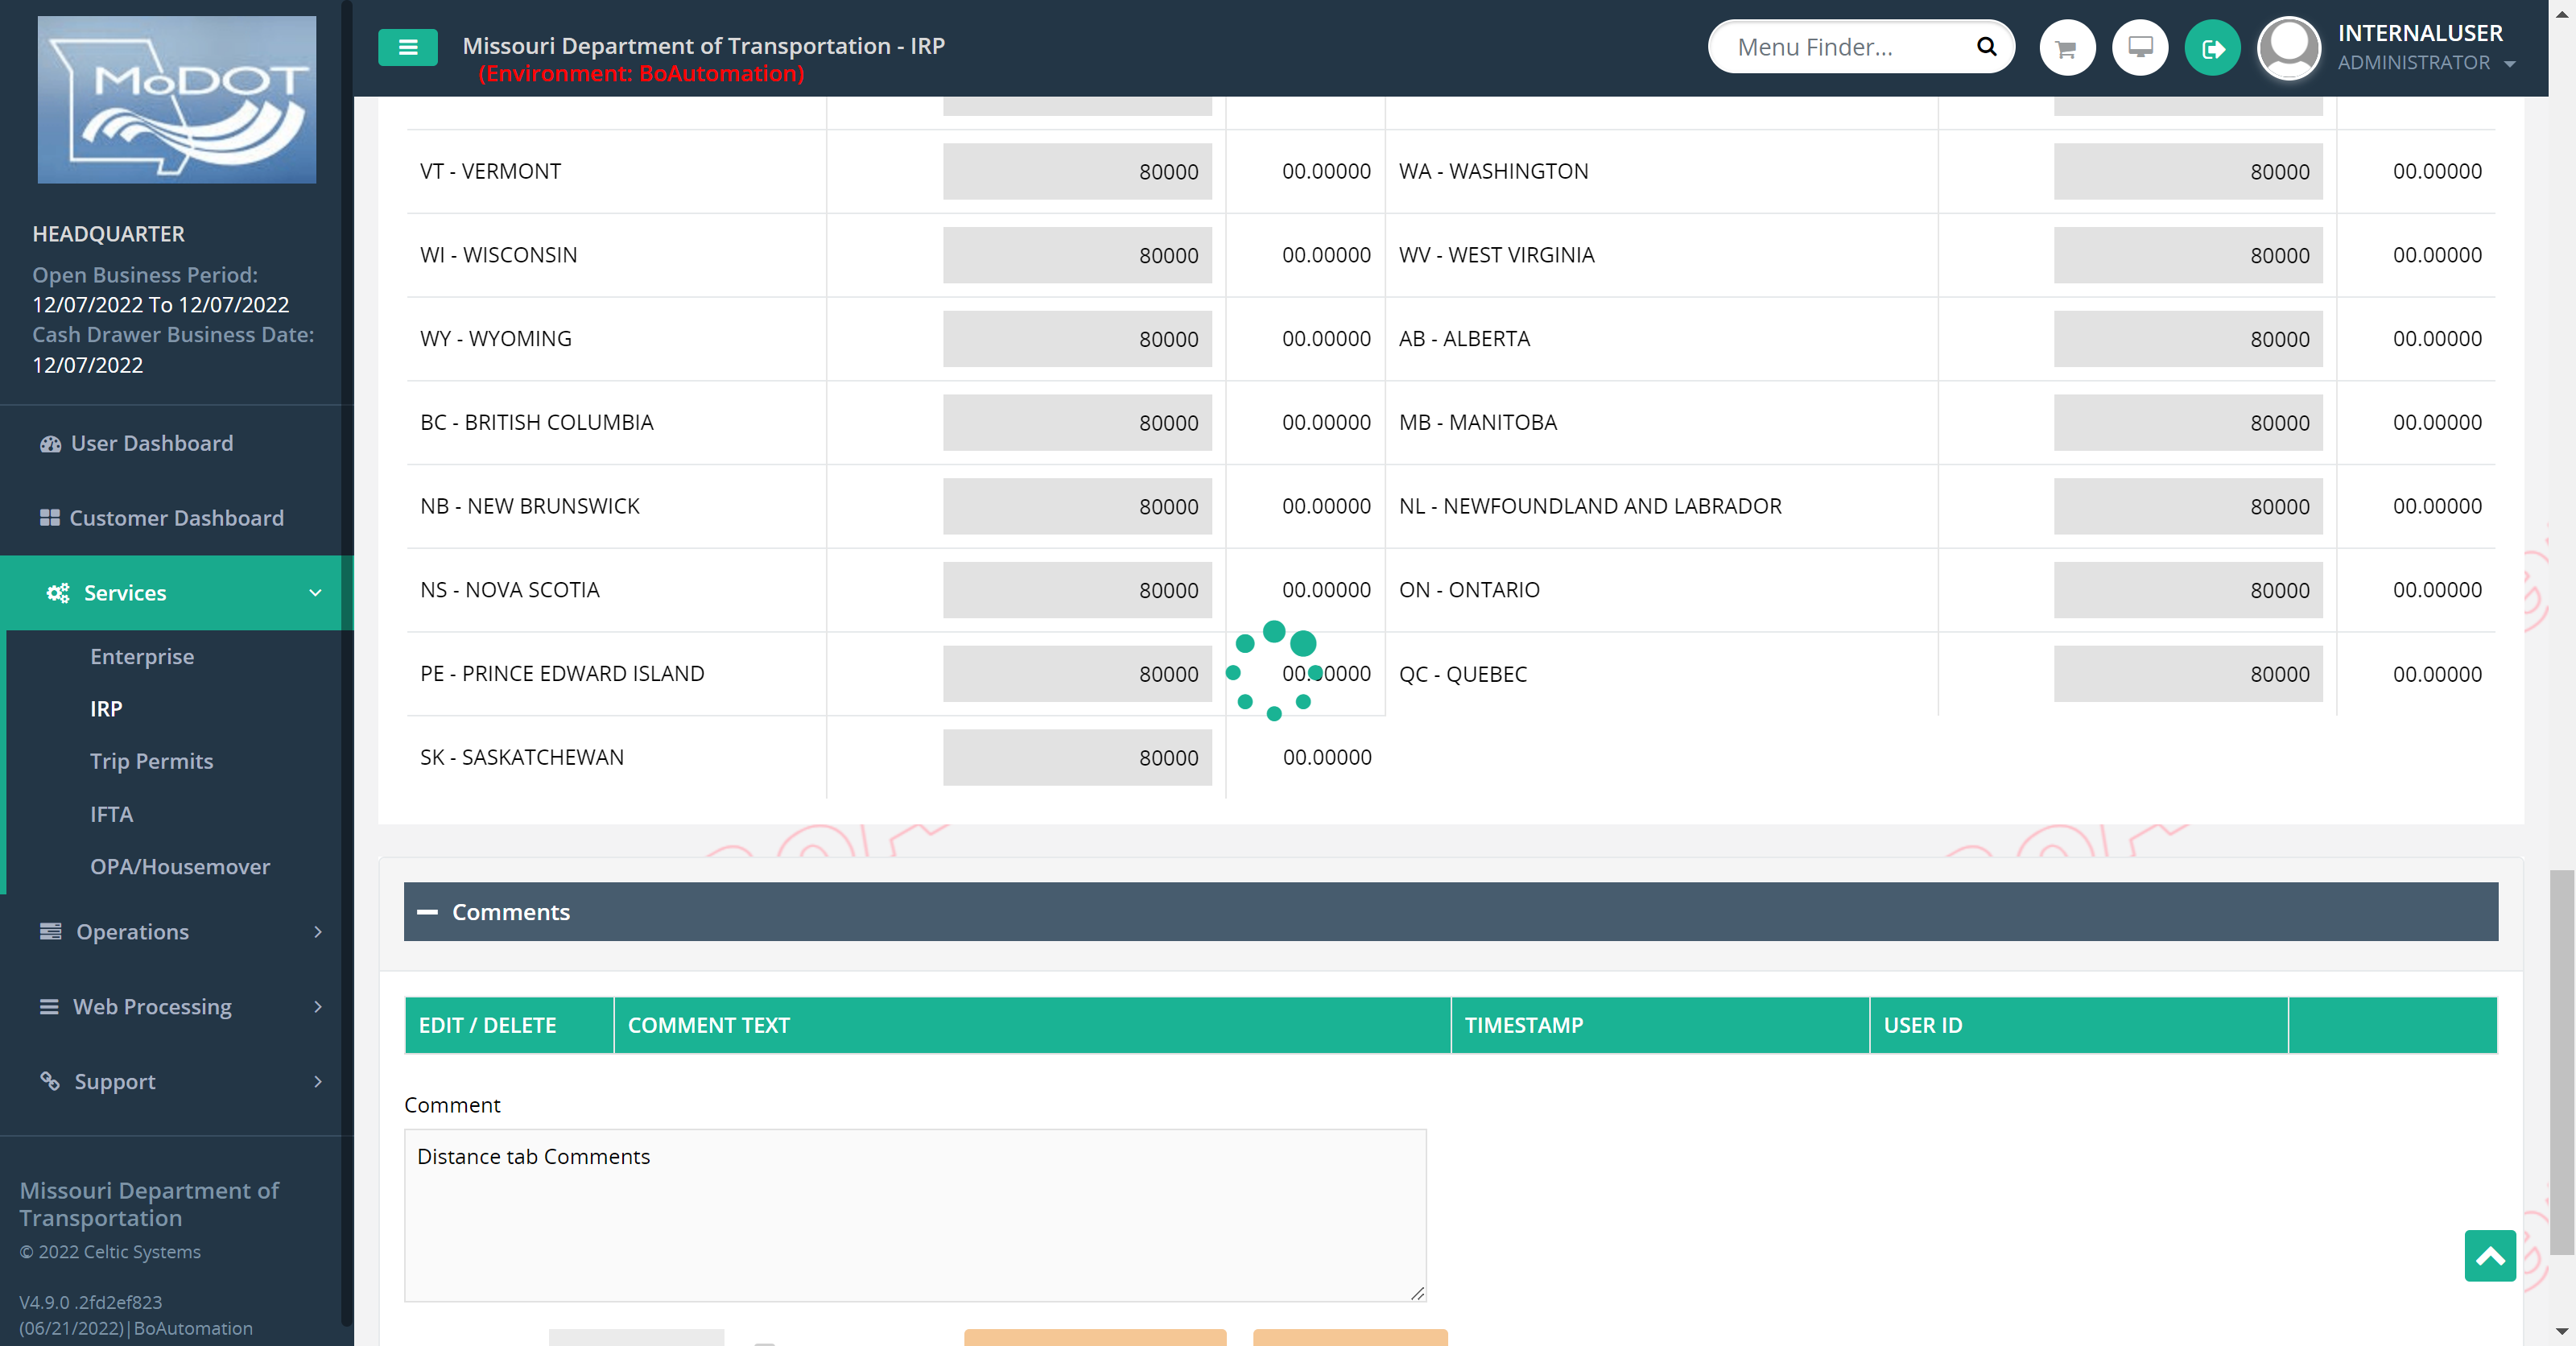 MoDOT
Missouri Department of Transportation - IRP
(Environment: BoAutomation)
Menu Finder...
INTERNALUSER
ADMINISTRATOR
HEADQUARTER
Open Business Period:
12/07/2022 To 12/07/2022
Cash Drawer Business Date:
12/07/2022
User Dashboard
Customer Dashboard
Services
Enterprise
IRP
Trip Permits
IFTA
OPA/Housemover
Operations
Web Processing
Support
Missouri Department of
Transportation
© 2022 Celtic Systems
V4.9.0 .2fd2ef823
(06/21/2022)|BoAutomation
VT - VERMONT 80000 00.00000 WA - WASHINGTON 80000 00.00000
WI - WISCONSIN 80000 00.00000 WV - WEST VIRGINIA 80000 00.00000
WY - WYOMING 80000 00.00000 AB - ALBERTA 80000 00.00000
BC - BRITISH COLUMBIA 80000 00.00000 MB - MANITOBA 80000 00.00000
NB - NEW BRUNSWICK 80000 00.00000 NL - NEWFOUNDLAND AND LABRADOR 80000 00.00000
NS - NOVA SCOTIA 80000 00.00000 ON - ONTARIO 80000 00.00000
PE - PRINCE EDWARD ISLAND 80000 00.00000 QC - QUEBEC 80000 00.00000
SK - SASKATCHEWAN 80000 00.00000
Comments
EDIT / DELETE COMMENT TEXT TIMESTAMP USER ID
Comment
Distance tab Comments